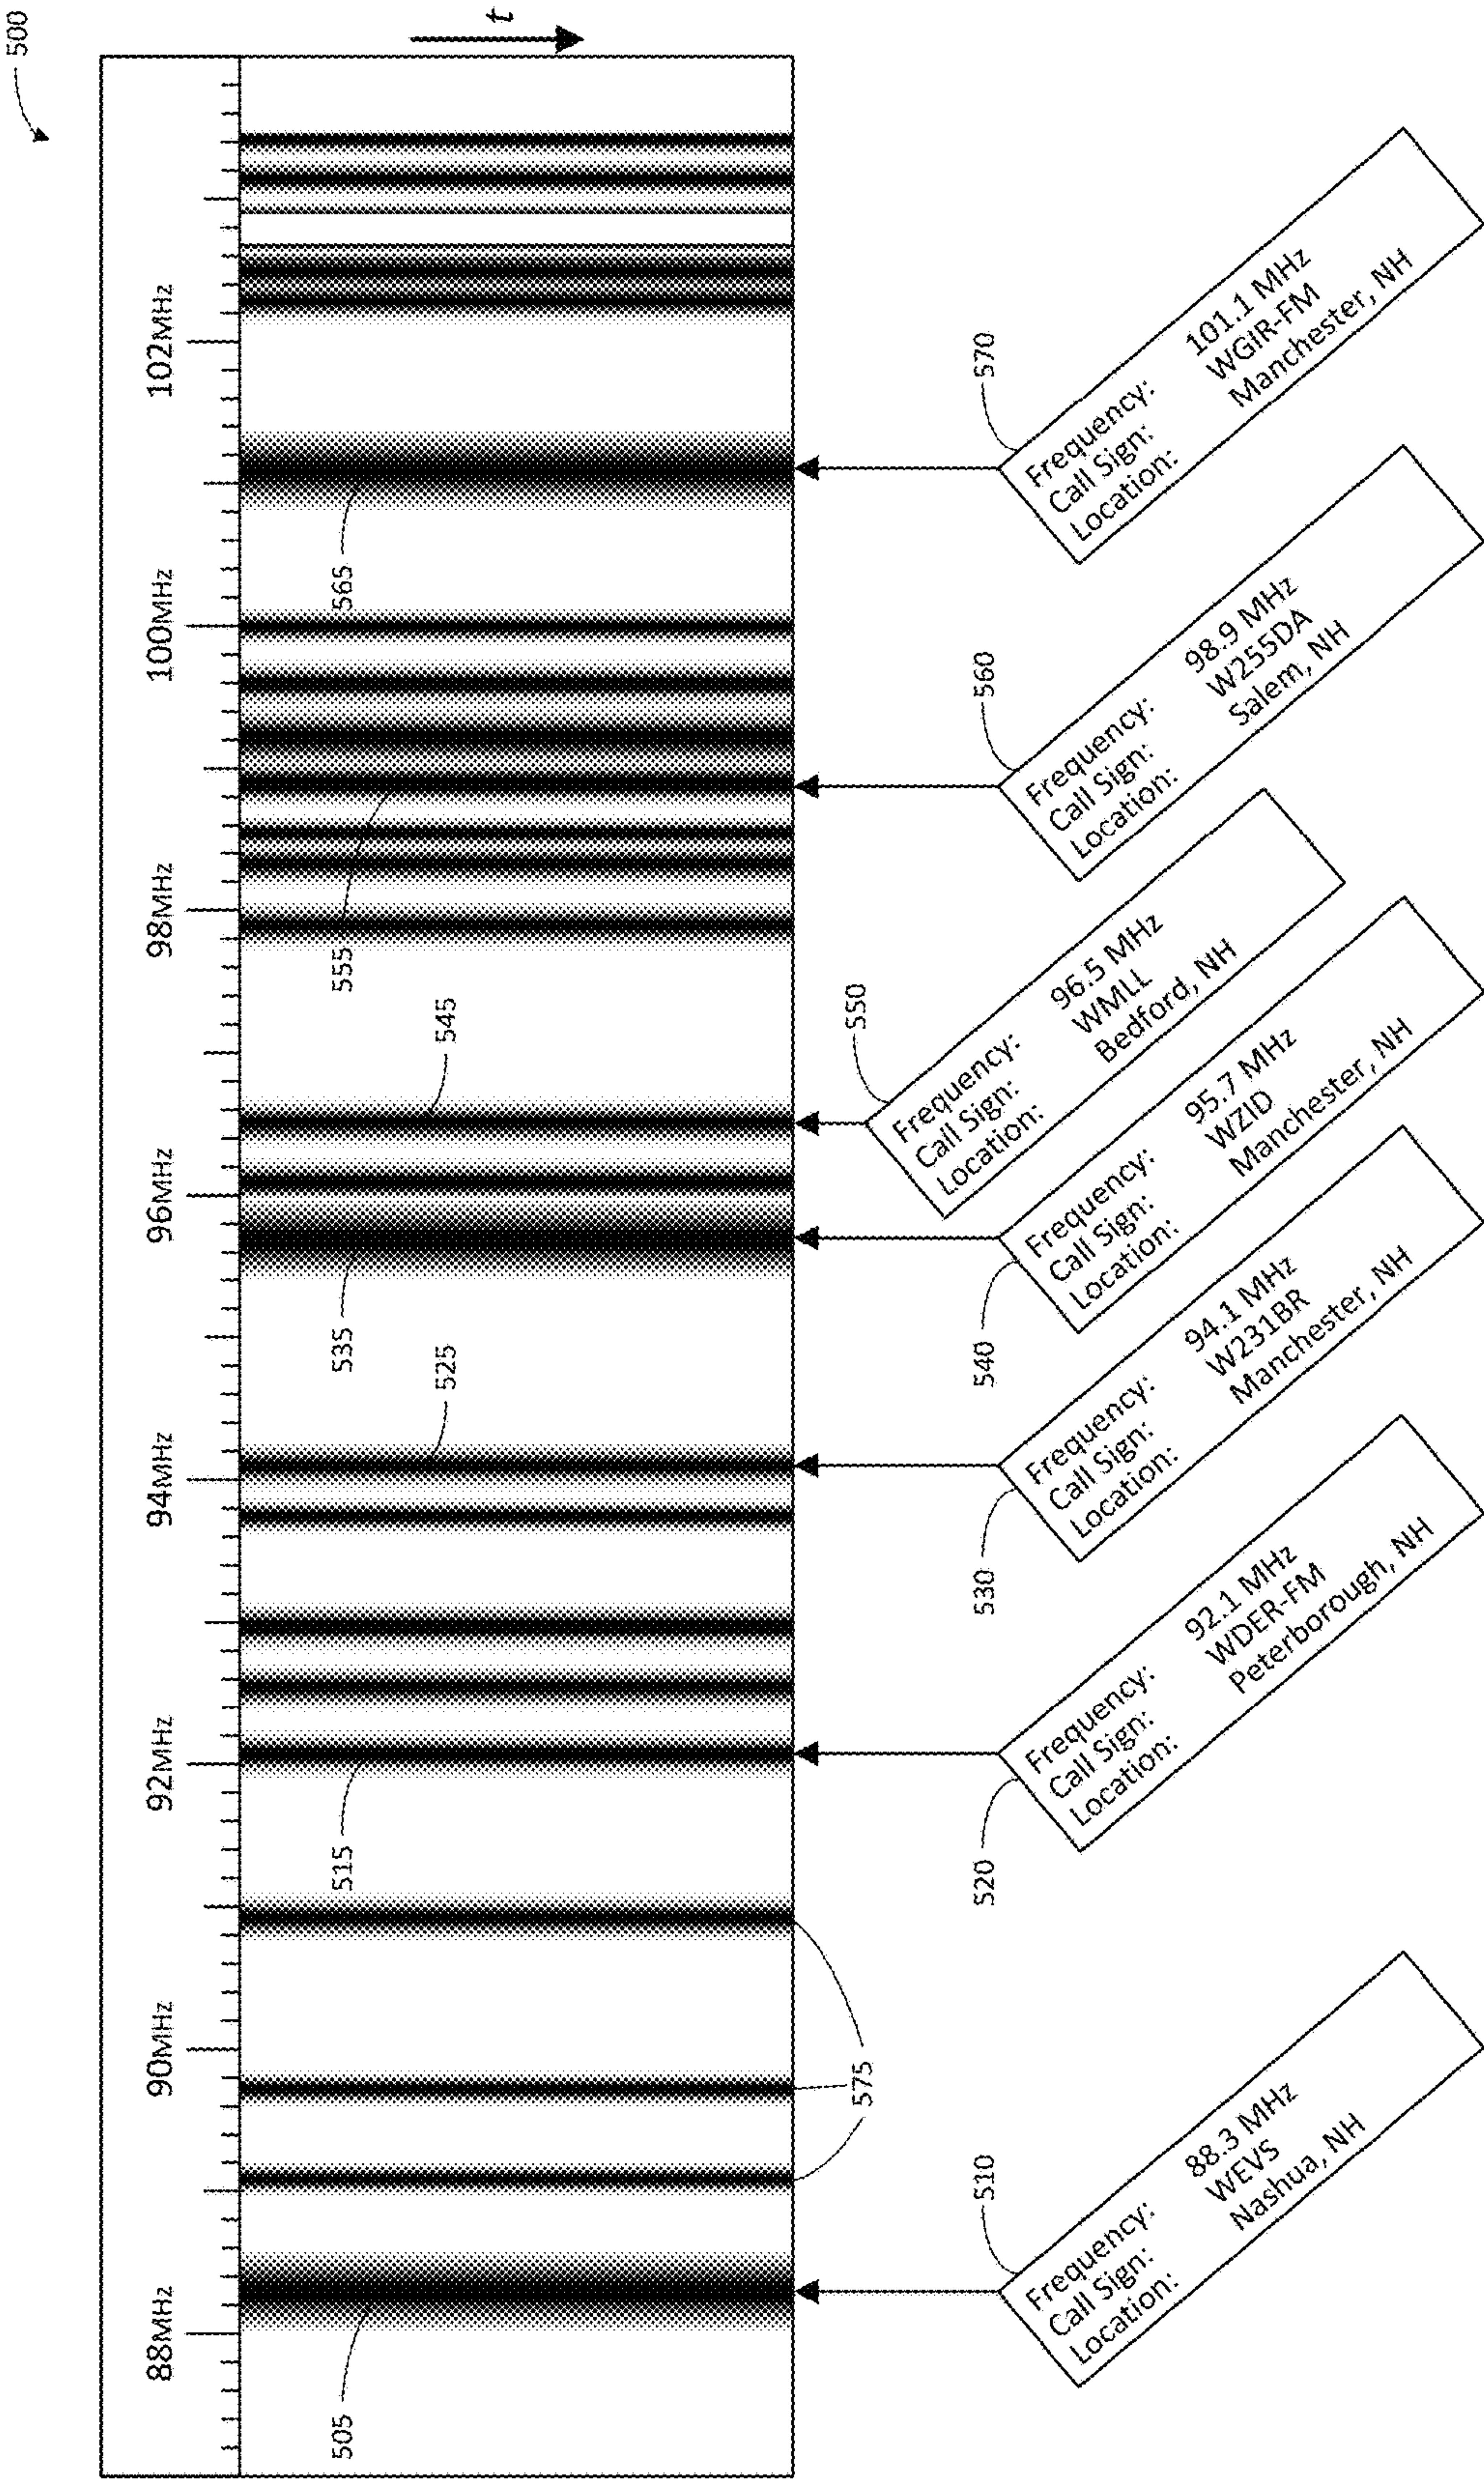 500
t
88MHz
90MHz
92MHz
94MHz
96MHz
98MHz
100MHz
102MHz
505
515
525
535
545
555
565
575
510
Frequency: 88.3 MHz
Call Sign: WEVS
Location: Nashua, NH
520
Frequency: 92.1 MHz
Call Sign: WDER-FM
Location: Peterborough, NH
530
Frequency: 94.1 MHz
Call Sign: W231BR
Location: Manchester, NH
540
Frequency: 95.7 MHz
Call Sign: WZID
Location: Manchester, NH
550
Frequency: 96.5 MHz
Call Sign: WMLL
Location: Bedford, NH
560
Frequency: 98.9 MHz
Call Sign: W255DA
Location: Salem, NH
570
Frequency: 101.1 MHz
Call Sign: WGIR-FM
Location: Manchester, NH